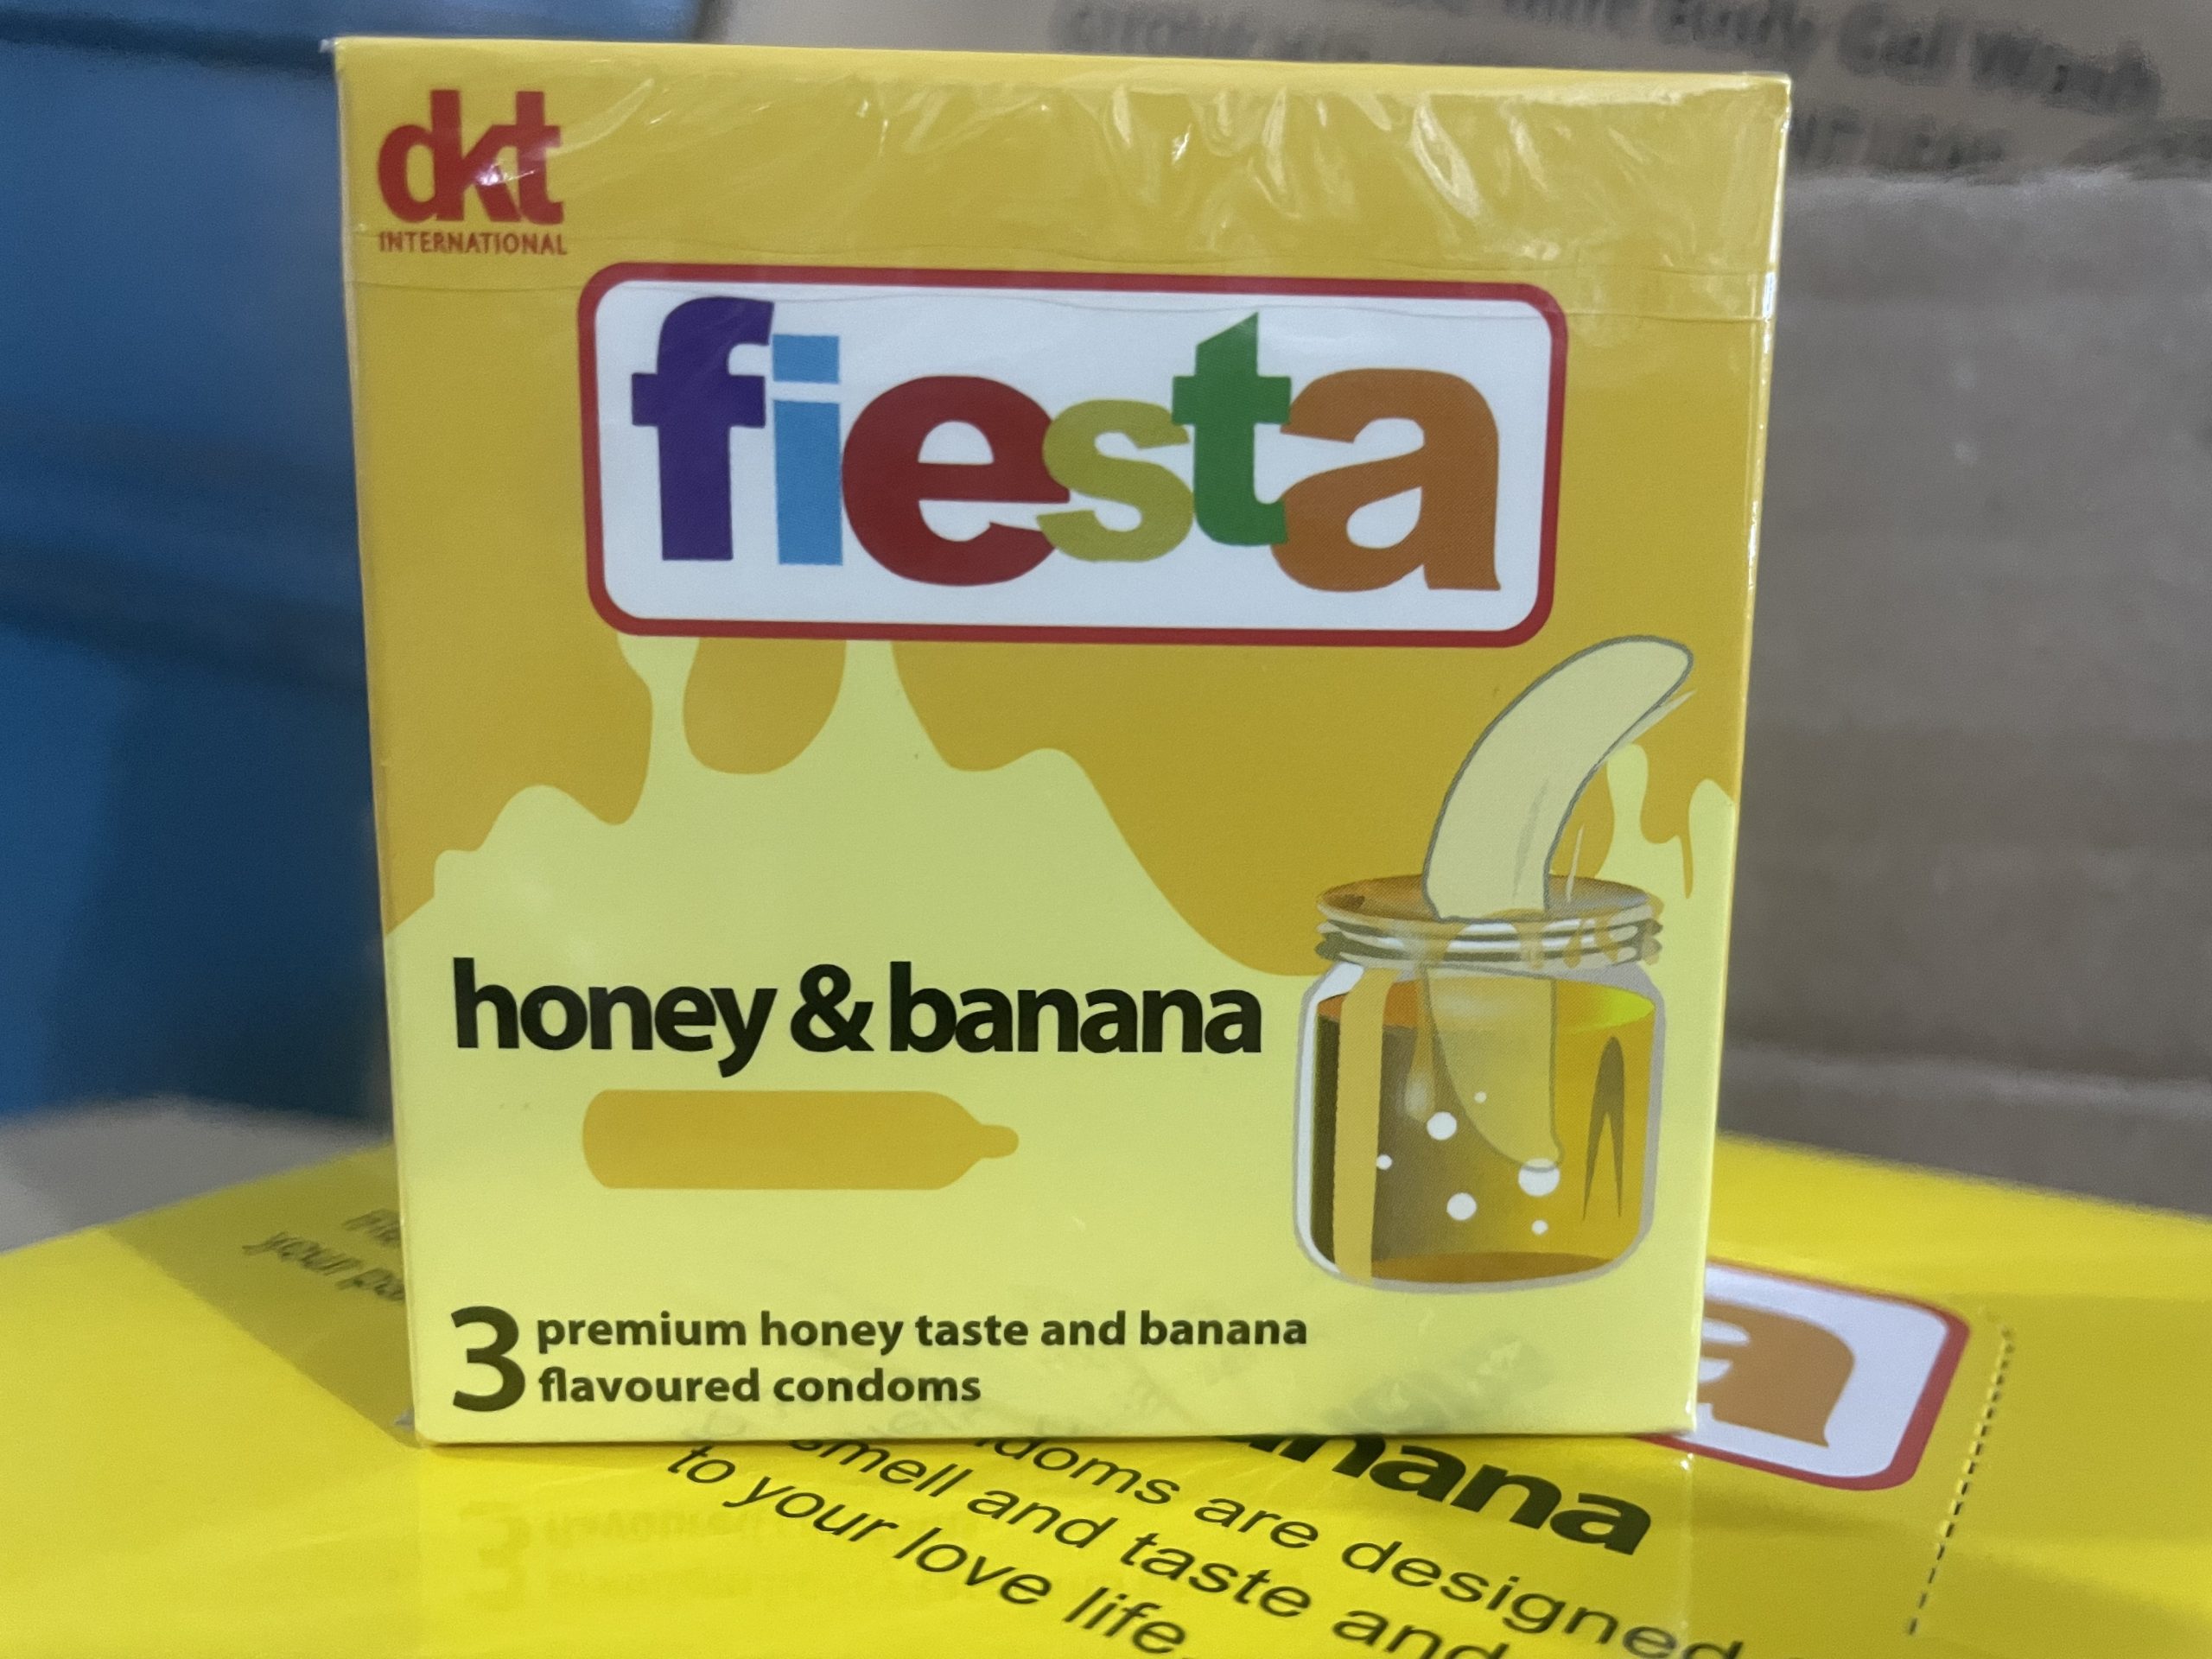 dkt
INTERNATIONAL
fiesta
honey & banana
3 premium honey taste and banana
flavoured condoms
your
a
anana
are designed
smell and taste and
to your love life.